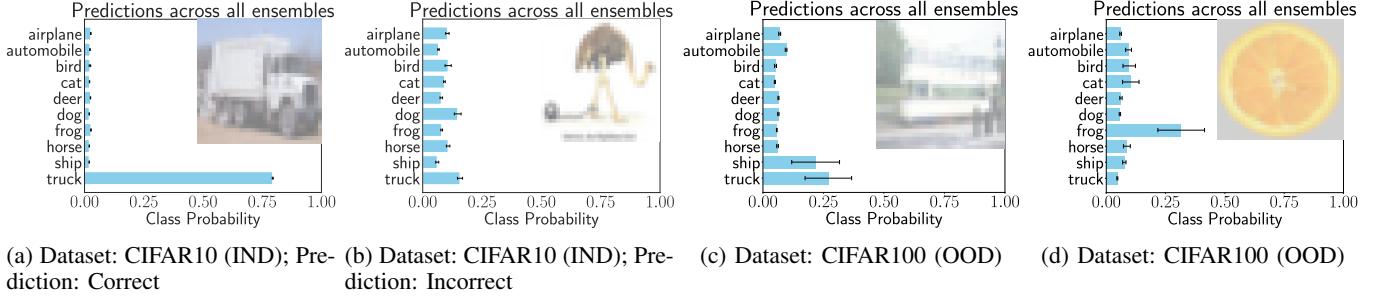 Predictions across all ensembles
airplane
automobile
bird
cat
deer
dog
frog
horse
ship
truck
0.00 0.25 0.50 0.75 1.00
Class Probability
(a) Dataset: CIFAR10 (IND); Pre-
diction: Correct
Predictions across all ensembles
airplane
automobile
bird
cat
deer
dog
frog
horse
ship
truck
0.00 0.25 0.50 0.75 1.00
Class Probability
(b) Dataset: CIFAR10 (IND); Pre-
diction: Incorrect
Predictions across all ensembles
airplane
automobile
bird
cat
deer
dog
frog
horse
ship
truck
0.00 0.25 0.50 0.75 1.00
Class Probability
(c) Dataset: CIFAR100 (OOD)
Predictions across all ensembles
airplane
automobile
bird
cat
deer
dog
frog
horse
ship
truck
0.00 0.25 0.50 0.75 1.00
Class Probability
(d) Dataset: CIFAR100 (OOD)